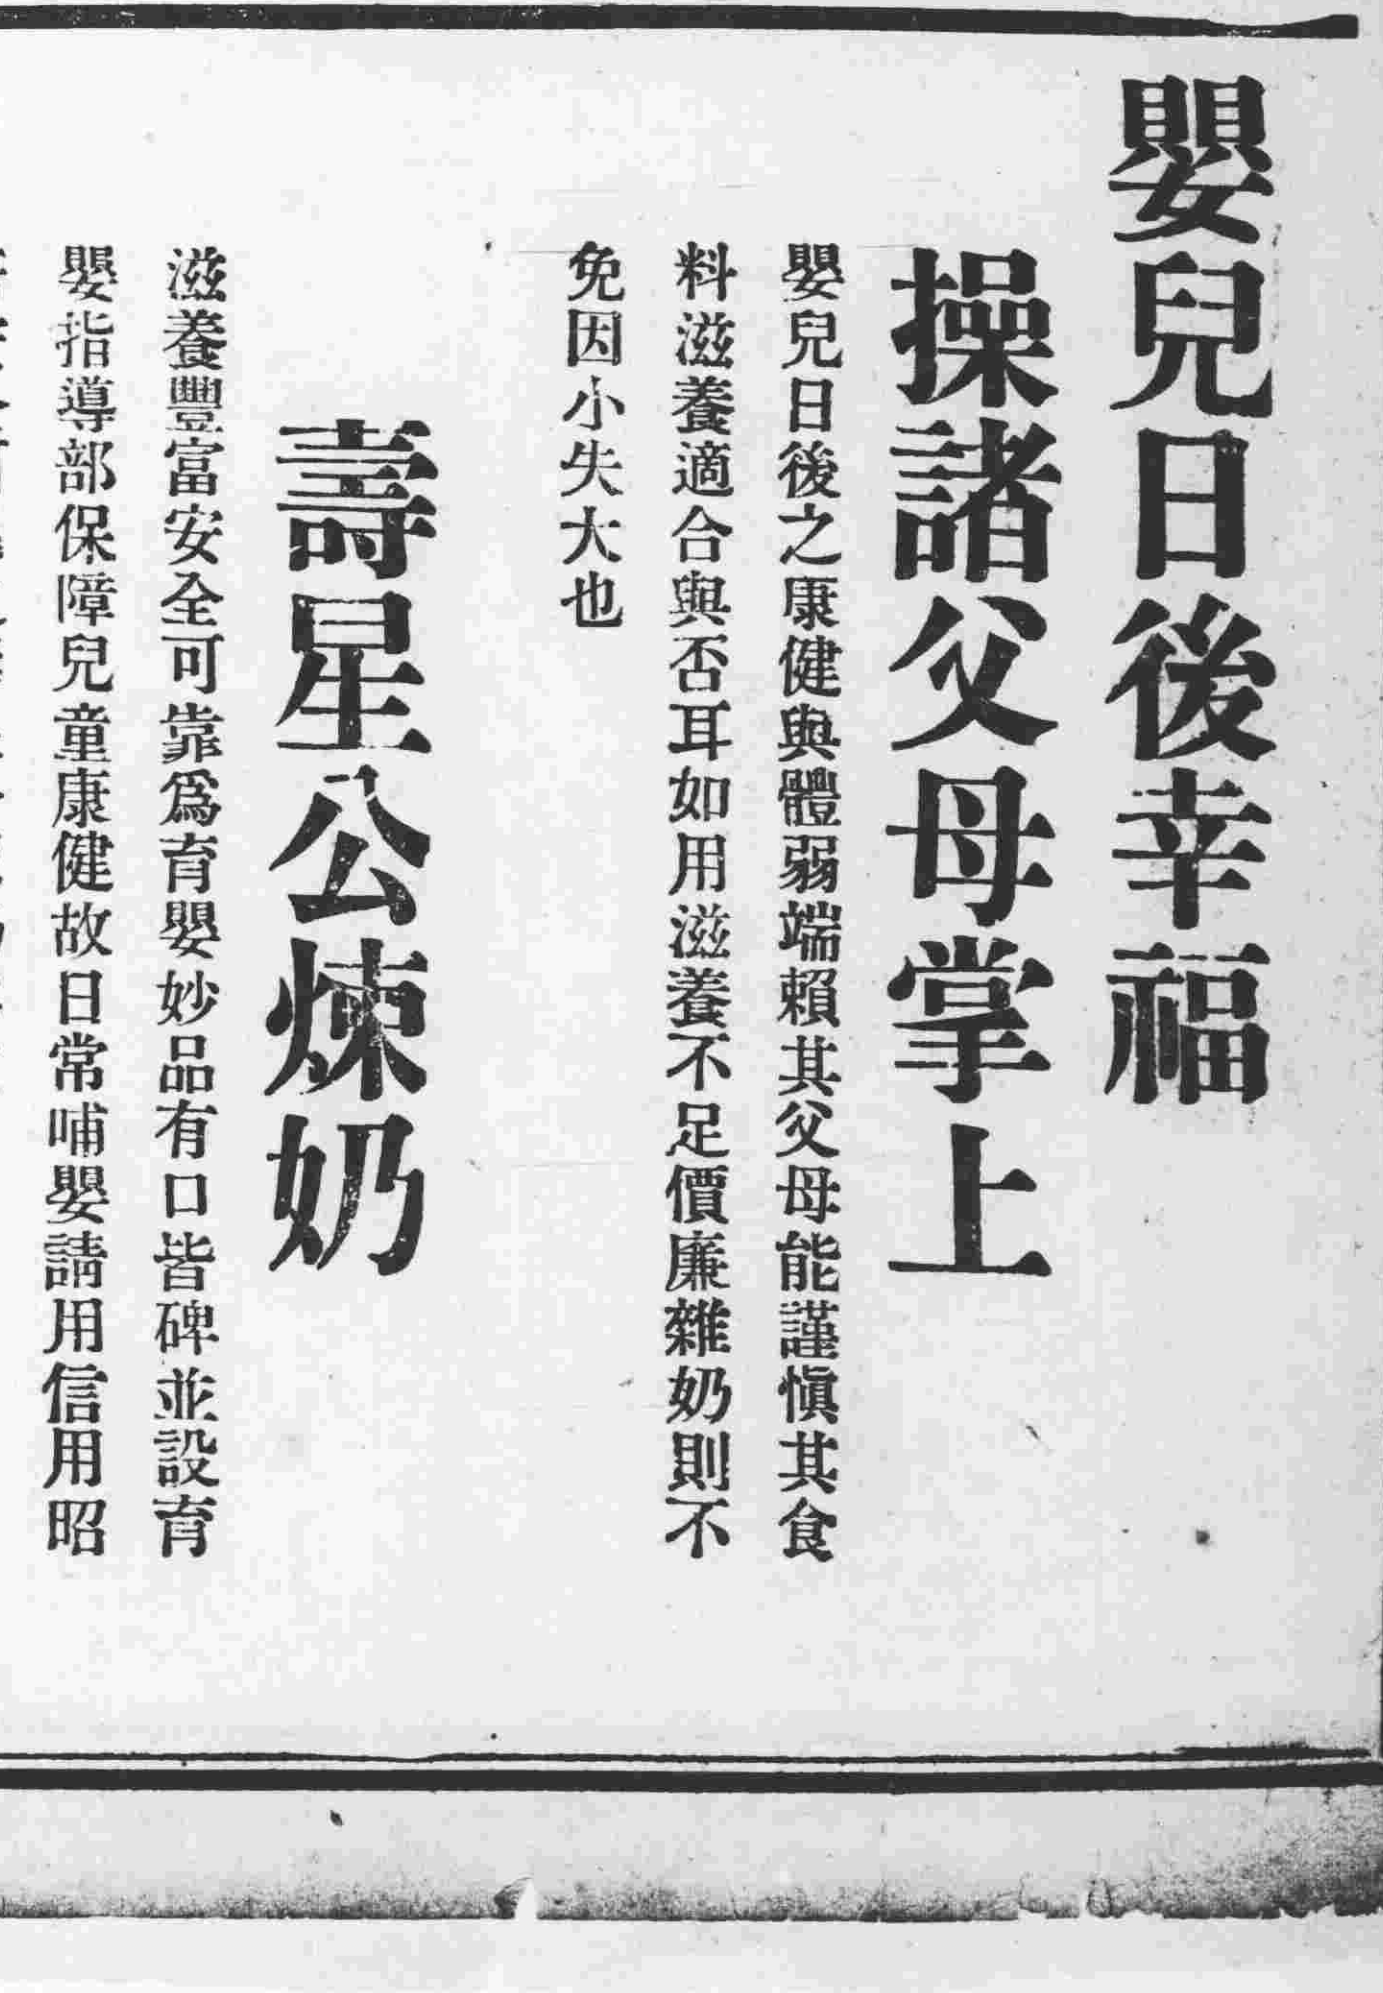 嬰兒日後幸福
操諸父母掌上
嬰兒日後之康健與體弱端賴其父母能謹愼其食
料滋養適合與否耳如用滋養不足價廉雜奶則不
免因小失大也
壽星公煉奶
滋養豐富安全可靠爲育嬰妙品有口皆碑並設育
嬰指導部保障兒童康健故日常哺嬰請用信用昭